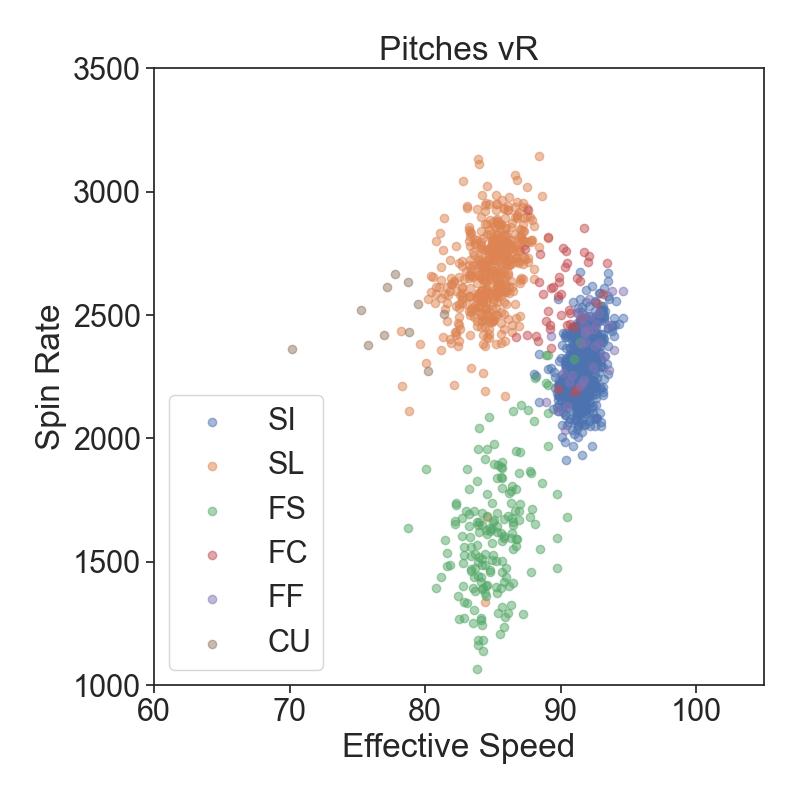 Pitches vR
3500
3000
2500
2000
1500
1000
Spin Rate
SI
SL
FS
FC
FF
CU
60 70 80 90 100
Effective Speed